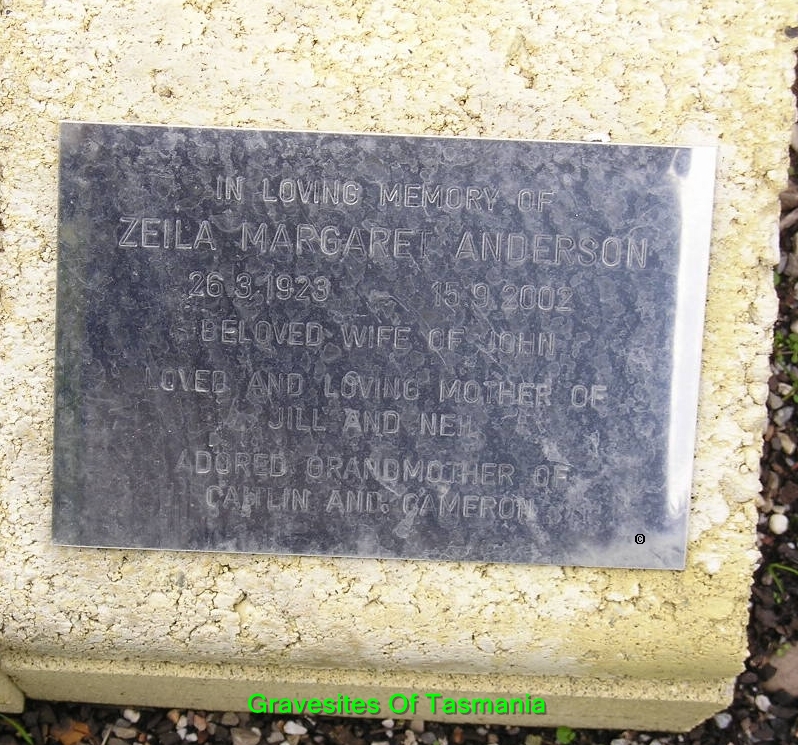 IN LOVING MEMORY OF
ZEILA MARGARET ANDERSON
26.3.1923 15.9.2002
BELOVED WIFE OF JOHN
LOVED AND LOVING MOTHER OF
JILL AND NEIL
ADORED GRANDMOTHER OF
CAITLIN AND CAMERON
©
Gravesites Of Tasmania